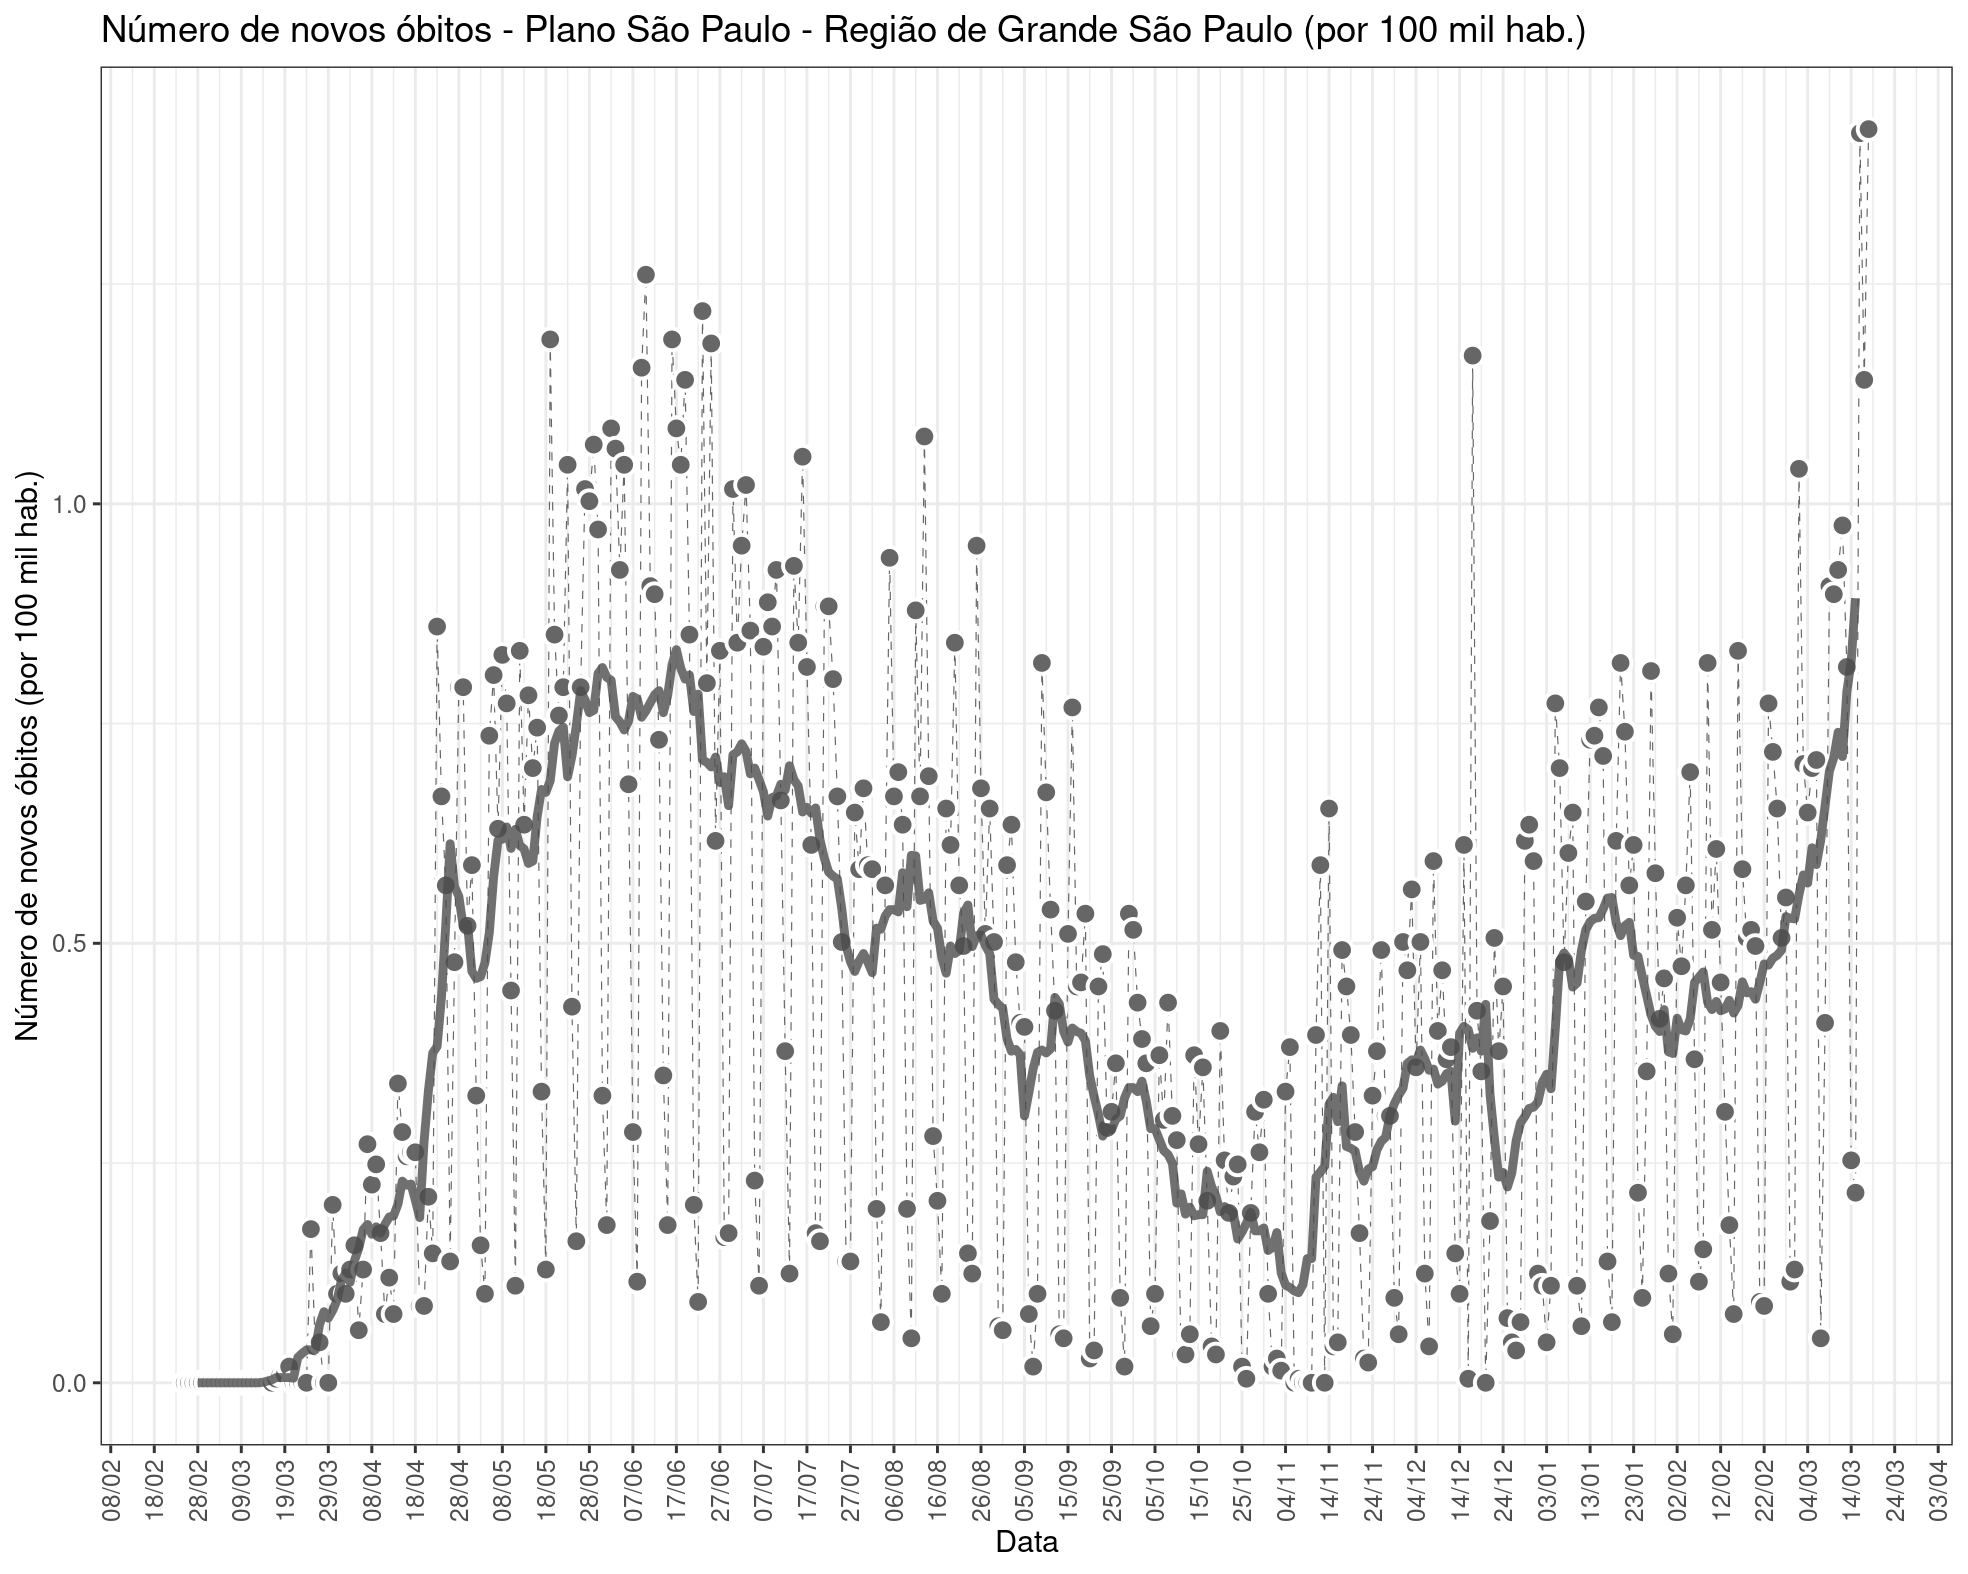 Número de novos óbitos - Plano São Paulo - Região de Grande São Paulo (por 100 mil hab.)
Número de novos óbitos (por 100 mil hab.)
1.0
0.5
0.0
08/02 18/02 28/02 09/03 19/03 29/03 08/04 18/04 28/04 08/05 18/05 28/05 07/06 17/06 27/06 07/07 17/07 27/07 06/08 16/08 26/08 05/09 15/09 25/09 05/10 15/10 25/10 04/11 14/11 24/11 04/12 14/12 24/12 03/01 13/01 23/01 02/02 12/02 22/02 04/03 14/03 24/03 03/04
Data